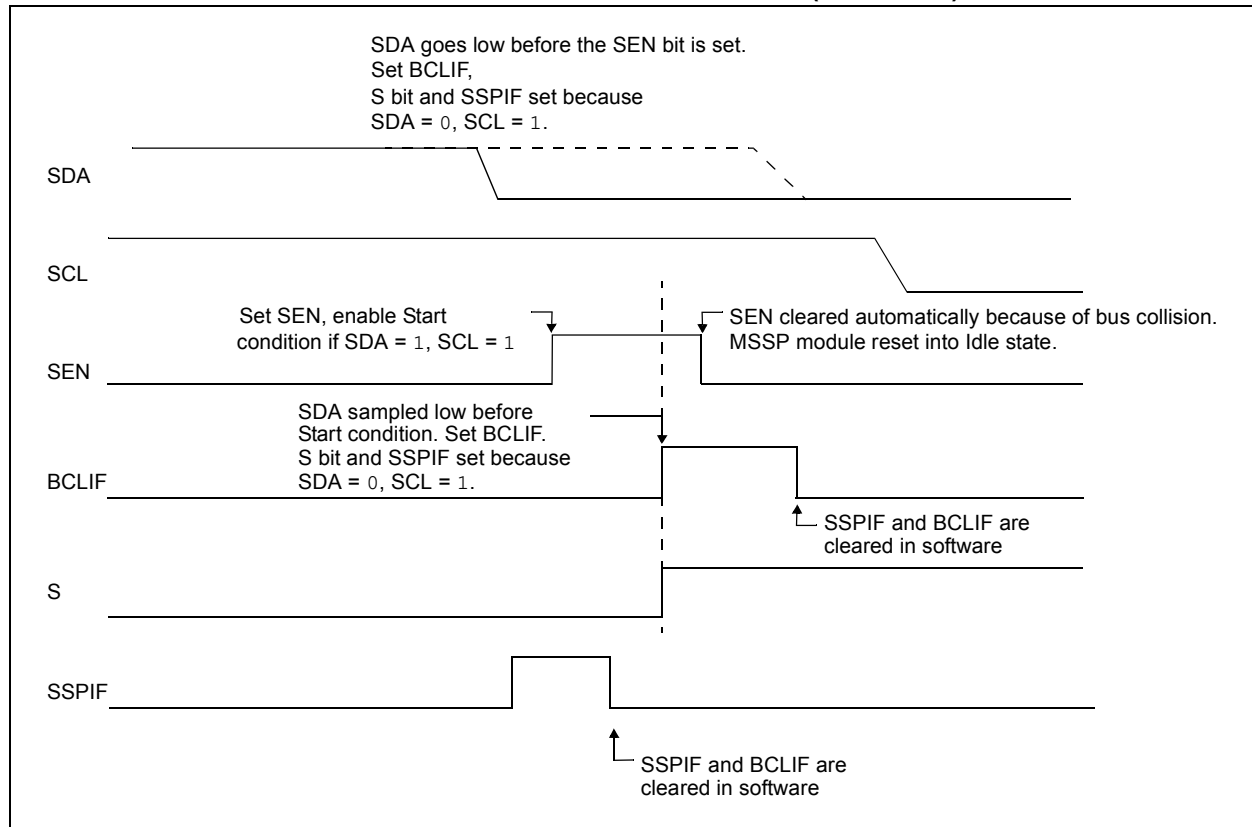 SDA goes low before the SEN bit is set.
Set BCLIF,
S bit and SSPIF set because
SDA = 0, SCL = 1.
SDA
SCL
Set SEN, enable Start
condition if SDA = 1, SCL = 1
SEN cleared automatically because of bus collision.
MSSP module reset into Idle state.
SEN
SDA sampled low before
Start condition. Set BCLIF.
S bit and SSPIF set because
SDA = 0, SCL = 1.
BCLIF
SSPIF and BCLIF are
cleared in software
S
SSPIF
SSPIF and BCLIF are
cleared in software